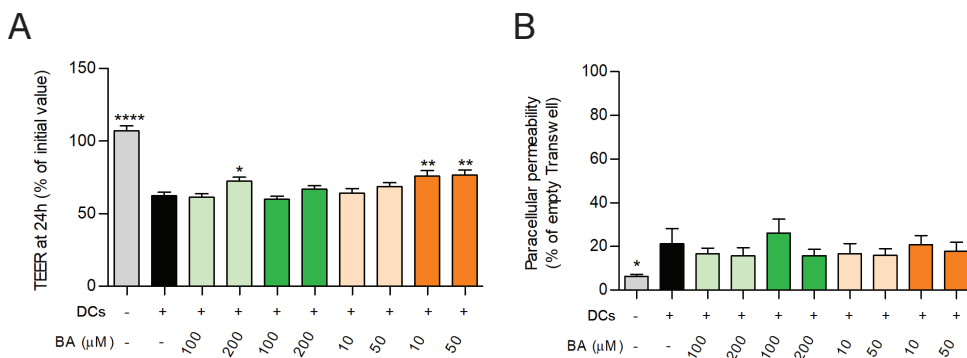 A
TEER at 24h (% of initial value)
150
100
50
0
****
*
**
**
DCs - + + + + + + + + +
BA (μM) - - 100 200 100 200 10 50 10 50
B
Paracellular permeability
(% of empty Transwell)
100
80
60
40
20
0
*
DCs - + + + + + + + + +
BA (μM) - - 100 200 100 200 10 50 10 50